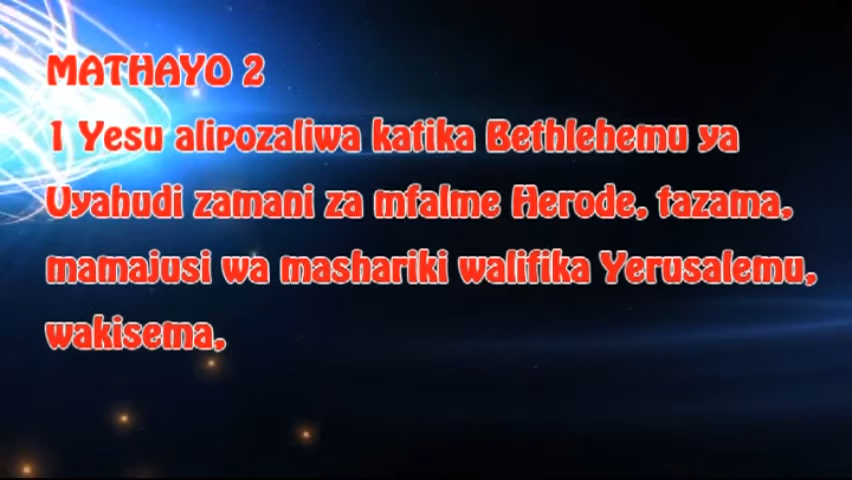 MATHAYO 2
1 Yesu alipozaliwa katika Bethlehemu ya
Uyahudi zamani za mfalme Herode, tazama,
mamajusi wa mashariki walifika Yerusalemu,
wakisema,